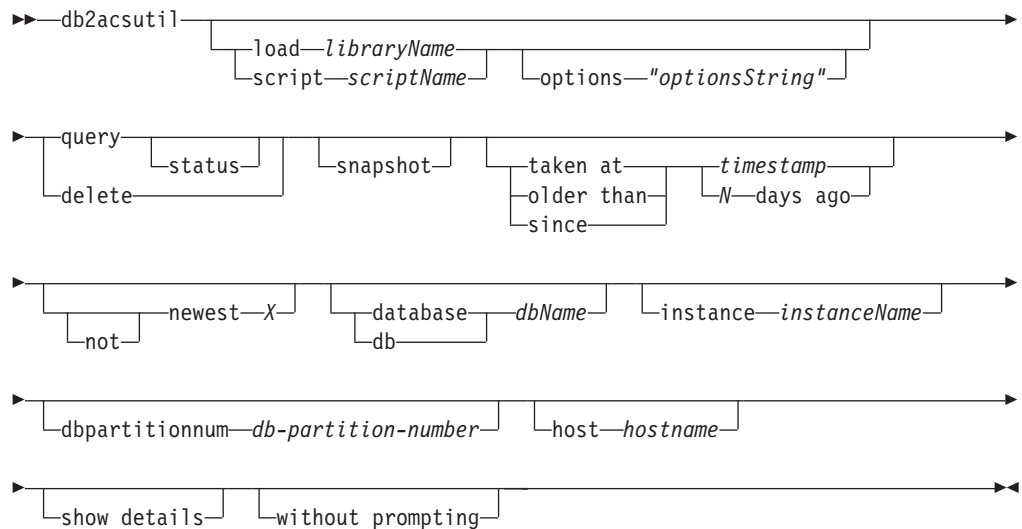 db2acsutil
load libraryName
script scriptName
options "optionsString"
query
status
delete
snapshot
taken at
older than
since
timestamp
N days ago
not
newest X
database
db
dbName
instance instanceName
dbpartitionnum db-partition-number
host hostname
show details
without prompting